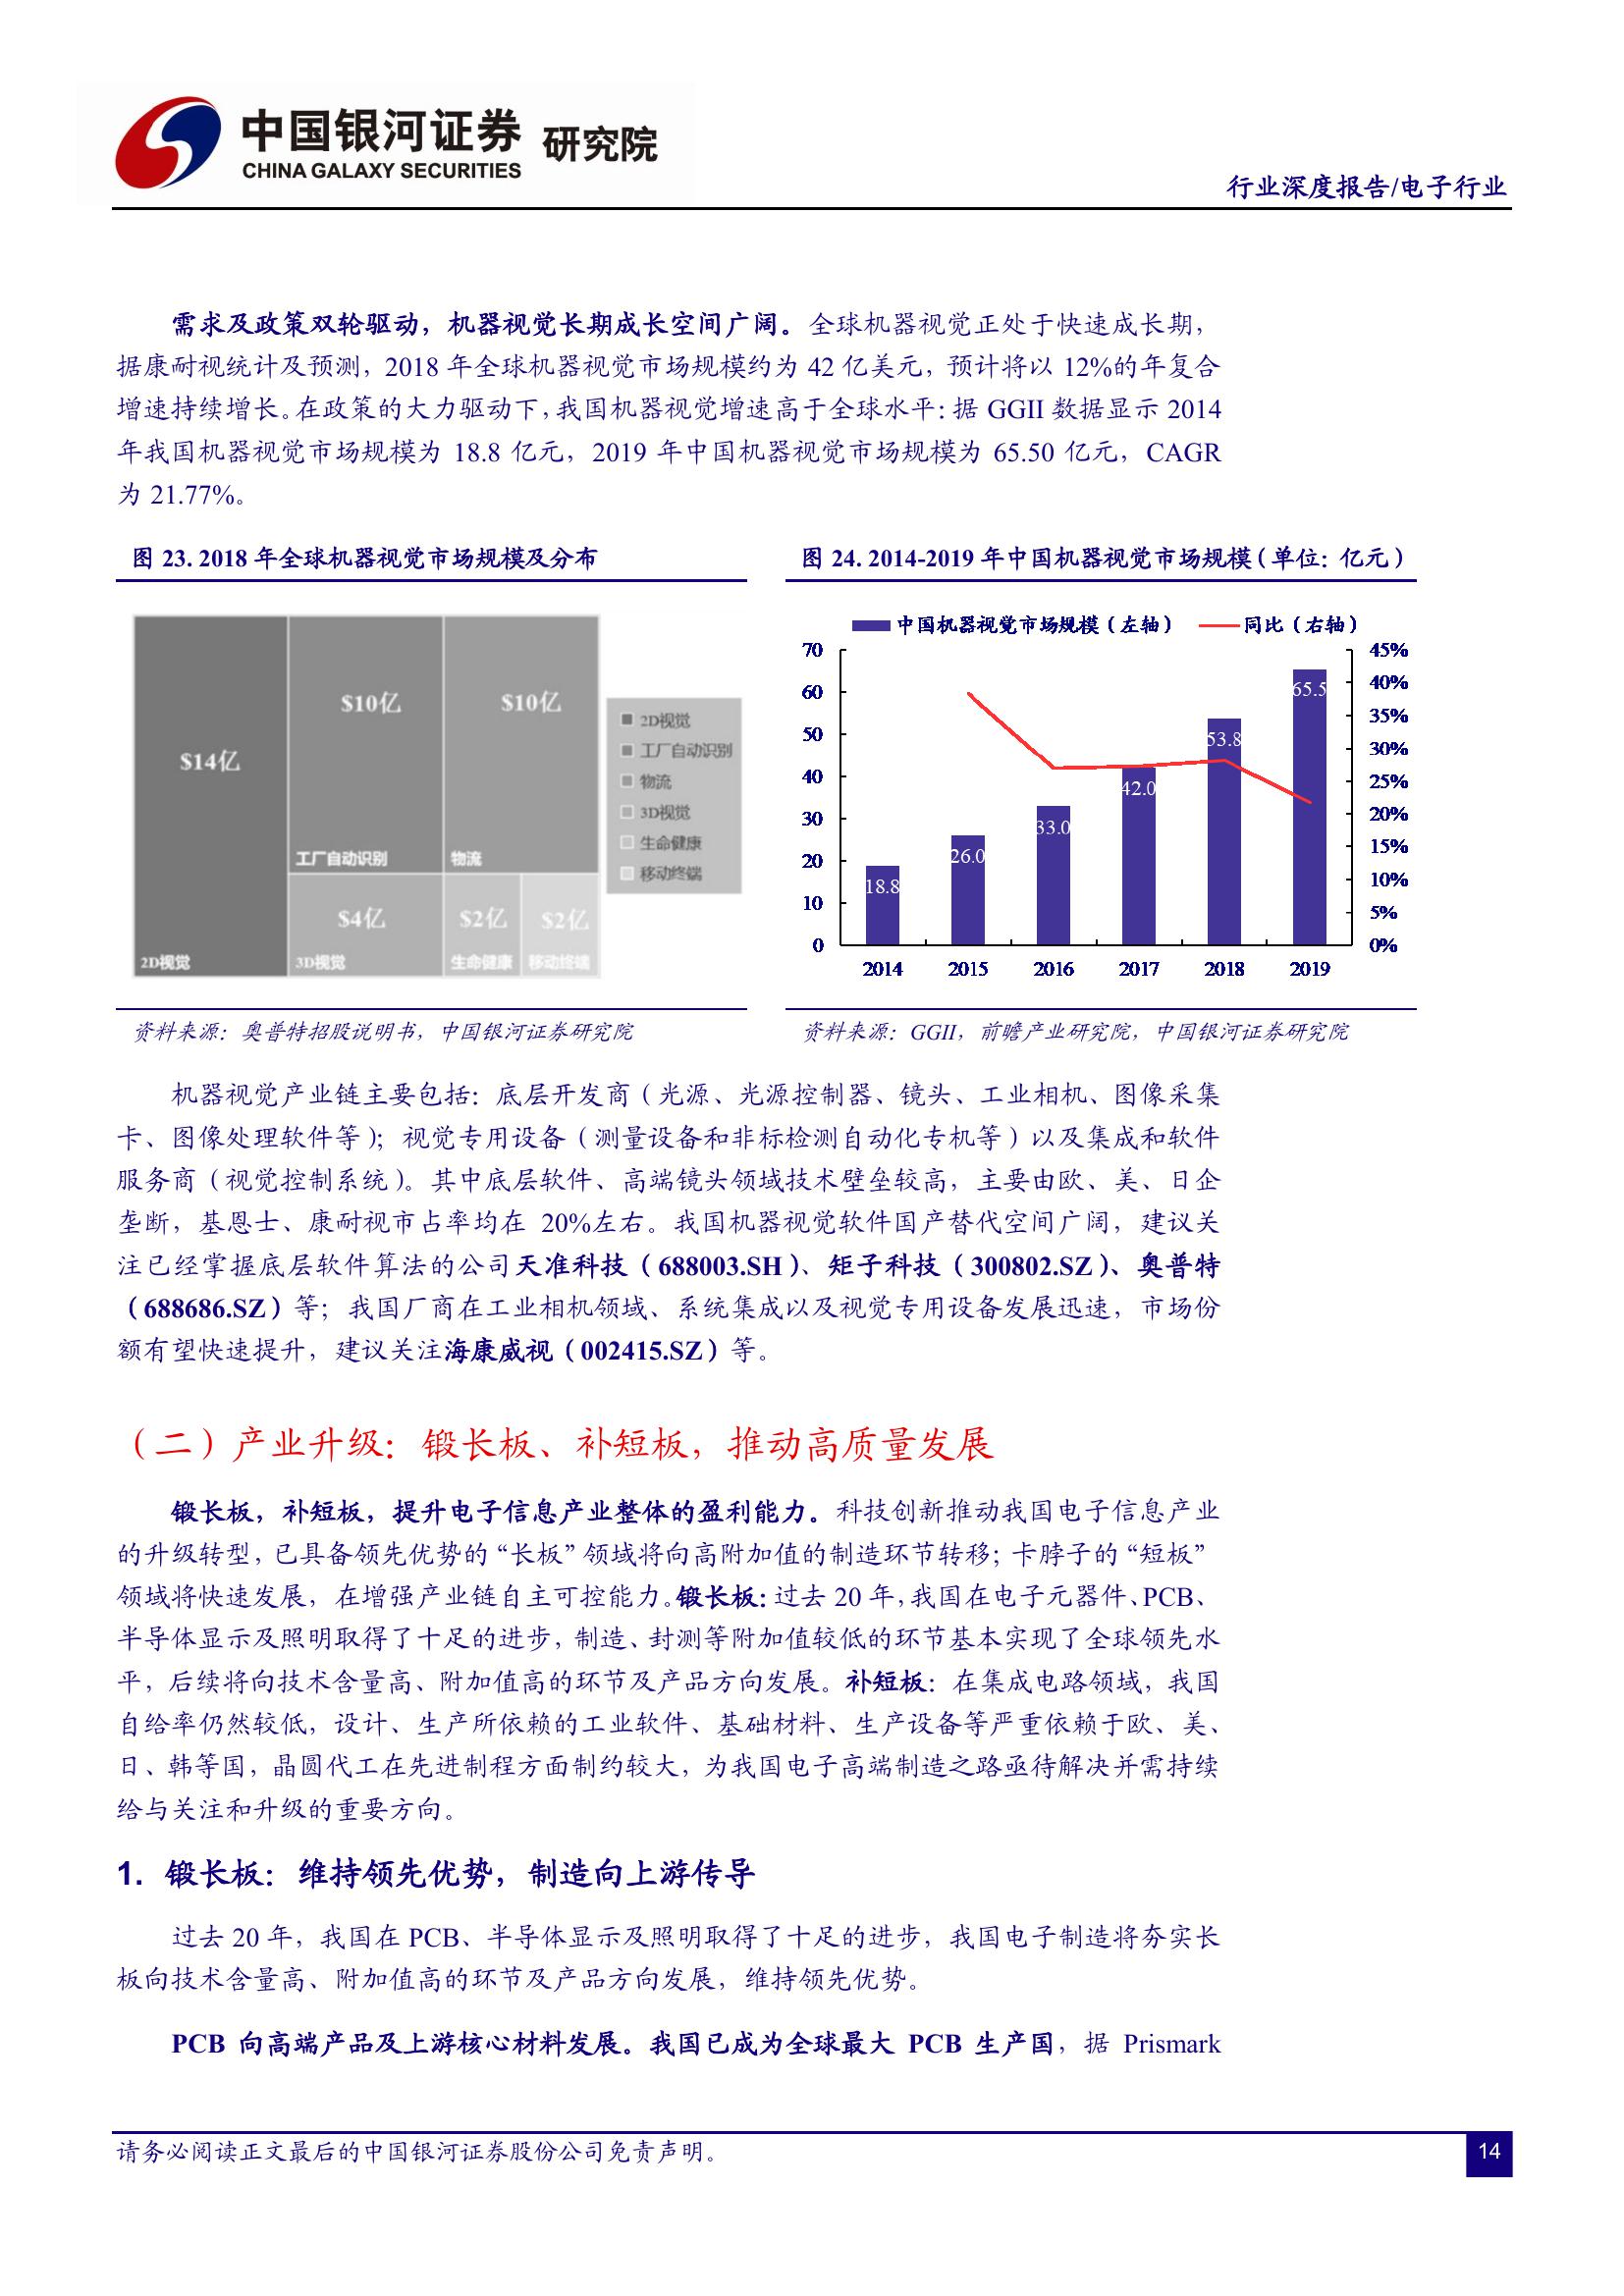 中国银河证券 研究院
CHINA GALAXY SECURITIES
行业深度报告/电子行业
需求及政策双轮驱动，机器视觉长期成长空间广阔。全球机器视觉正处于快速成长期，
据康耐视统计及预测，2018 年全球机器视觉市场规模约为 42 亿美元，预计将以 12%的年复合
增速持续增长。在政策的大力驱动下，我国机器视觉增速高于全球水平：据 GGII 数据显示 2014
年我国机器视觉市场规模为 18.8 亿元，2019 年中国机器视觉市场规模为 65.50 亿元，CAGR
为 21.77%。
图 23. 2018 年全球机器视觉市场规模及分布
$14亿
$10亿
$10亿
工厂自动识别
物流
$4亿
$2亿
$2亿
2D视觉
3D视觉
生命健康
移动终端
2D视觉
工厂自动识别
物流
3D视觉
生命健康
移动终端
资料来源：奥普特招股说明书，中国银河证券研究院
图 24. 2014-2019 年中国机器视觉市场规模（单位：亿元）
中国机器视觉市场规模（左轴）
同比（右轴）
70
60
50
40
30
20
10
0
45%
40%
35%
30%
25%
20%
15%
10%
5%
0%
18.8
26.0
33.0
42.0
53.8
65.5
2014 2015 2016 2017 2018 2019
资料来源：GGII，前瞻产业研究院，中国银河证券研究院
机器视觉产业链主要包括：底层开发商（光源、光源控制器、镜头、工业相机、图像采集
卡、图像处理软件等）；视觉专用设备（测量设备和非标检测自动化专机等）以及集成和软件
服务商（视觉控制系统）。其中底层软件、高端镜头领域技术壁垒较高，主要由欧、美、日企
垄断，基恩士、康耐视市占率均在 20%左右。我国机器视觉软件国产替代空间广阔，建议关
注已经掌握底层软件算法的公司天准科技（688003.SH）、矩子科技（300802.SZ）、奥普特
（688686.SZ）等；我国厂商在工业相机领域、系统集成以及视觉专用设备发展迅速，市场份
额有望快速提升，建议关注海康威视（002415.SZ）等。
（二）产业升级：锻长板、补短板，推动高质量发展
锻长板，补短板，提升电子信息产业整体的盈利能力。科技创新推动我国电子信息产业
的升级转型，已具备领先优势的“长板”领域将向高附加值的制造环节转移；卡脖子的“短板”
领域将快速发展，在增强产业链自主可控能力。锻长板：过去 20 年，我国在电子元器件、PCB、
半导体显示及照明取得了十足的进步，制造、封测等附加值较低的环节基本实现了全球领先水
平，后续将向技术含量高、附加值高的环节及产品方向发展。补短板：在集成电路领域，我国
自给率仍然较低，设计、生产所依赖的工业软件、基础材料、生产设备等严重依赖于欧、美、
日、韩等国，晶圆代工在先进制程方面制约较大，为我国电子高端制造之路亟待解决并需持续
给与关注和升级的重要方向。
1. 锻长板：维持领先优势，制造向上游传导
过去 20 年，我国在 PCB、半导体显示及照明取得了十足的进步，我国电子制造将夯实长
板向技术含量高、附加值高的环节及产品方向发展，维持领先优势。
PCB 向高端产品及上游核心材料发展。我国已成为全球最大 PCB 生产国，据 Prismark
请务必阅读正文最后的中国银河证券股份公司免责声明。
14